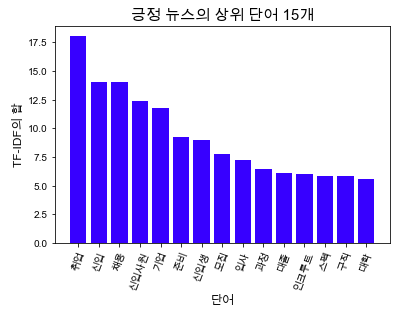 긍정 뉴스의 상위 단어 15개
TF-IDF의 합
17.5
15.0
12.5
10.0
7.5
5.0
2.5
0.0
취업
신입
채용
신입사원
기업
준비
신입생
모집
입사
과정
대졸
인크루트
스펙
구직
대학
단어